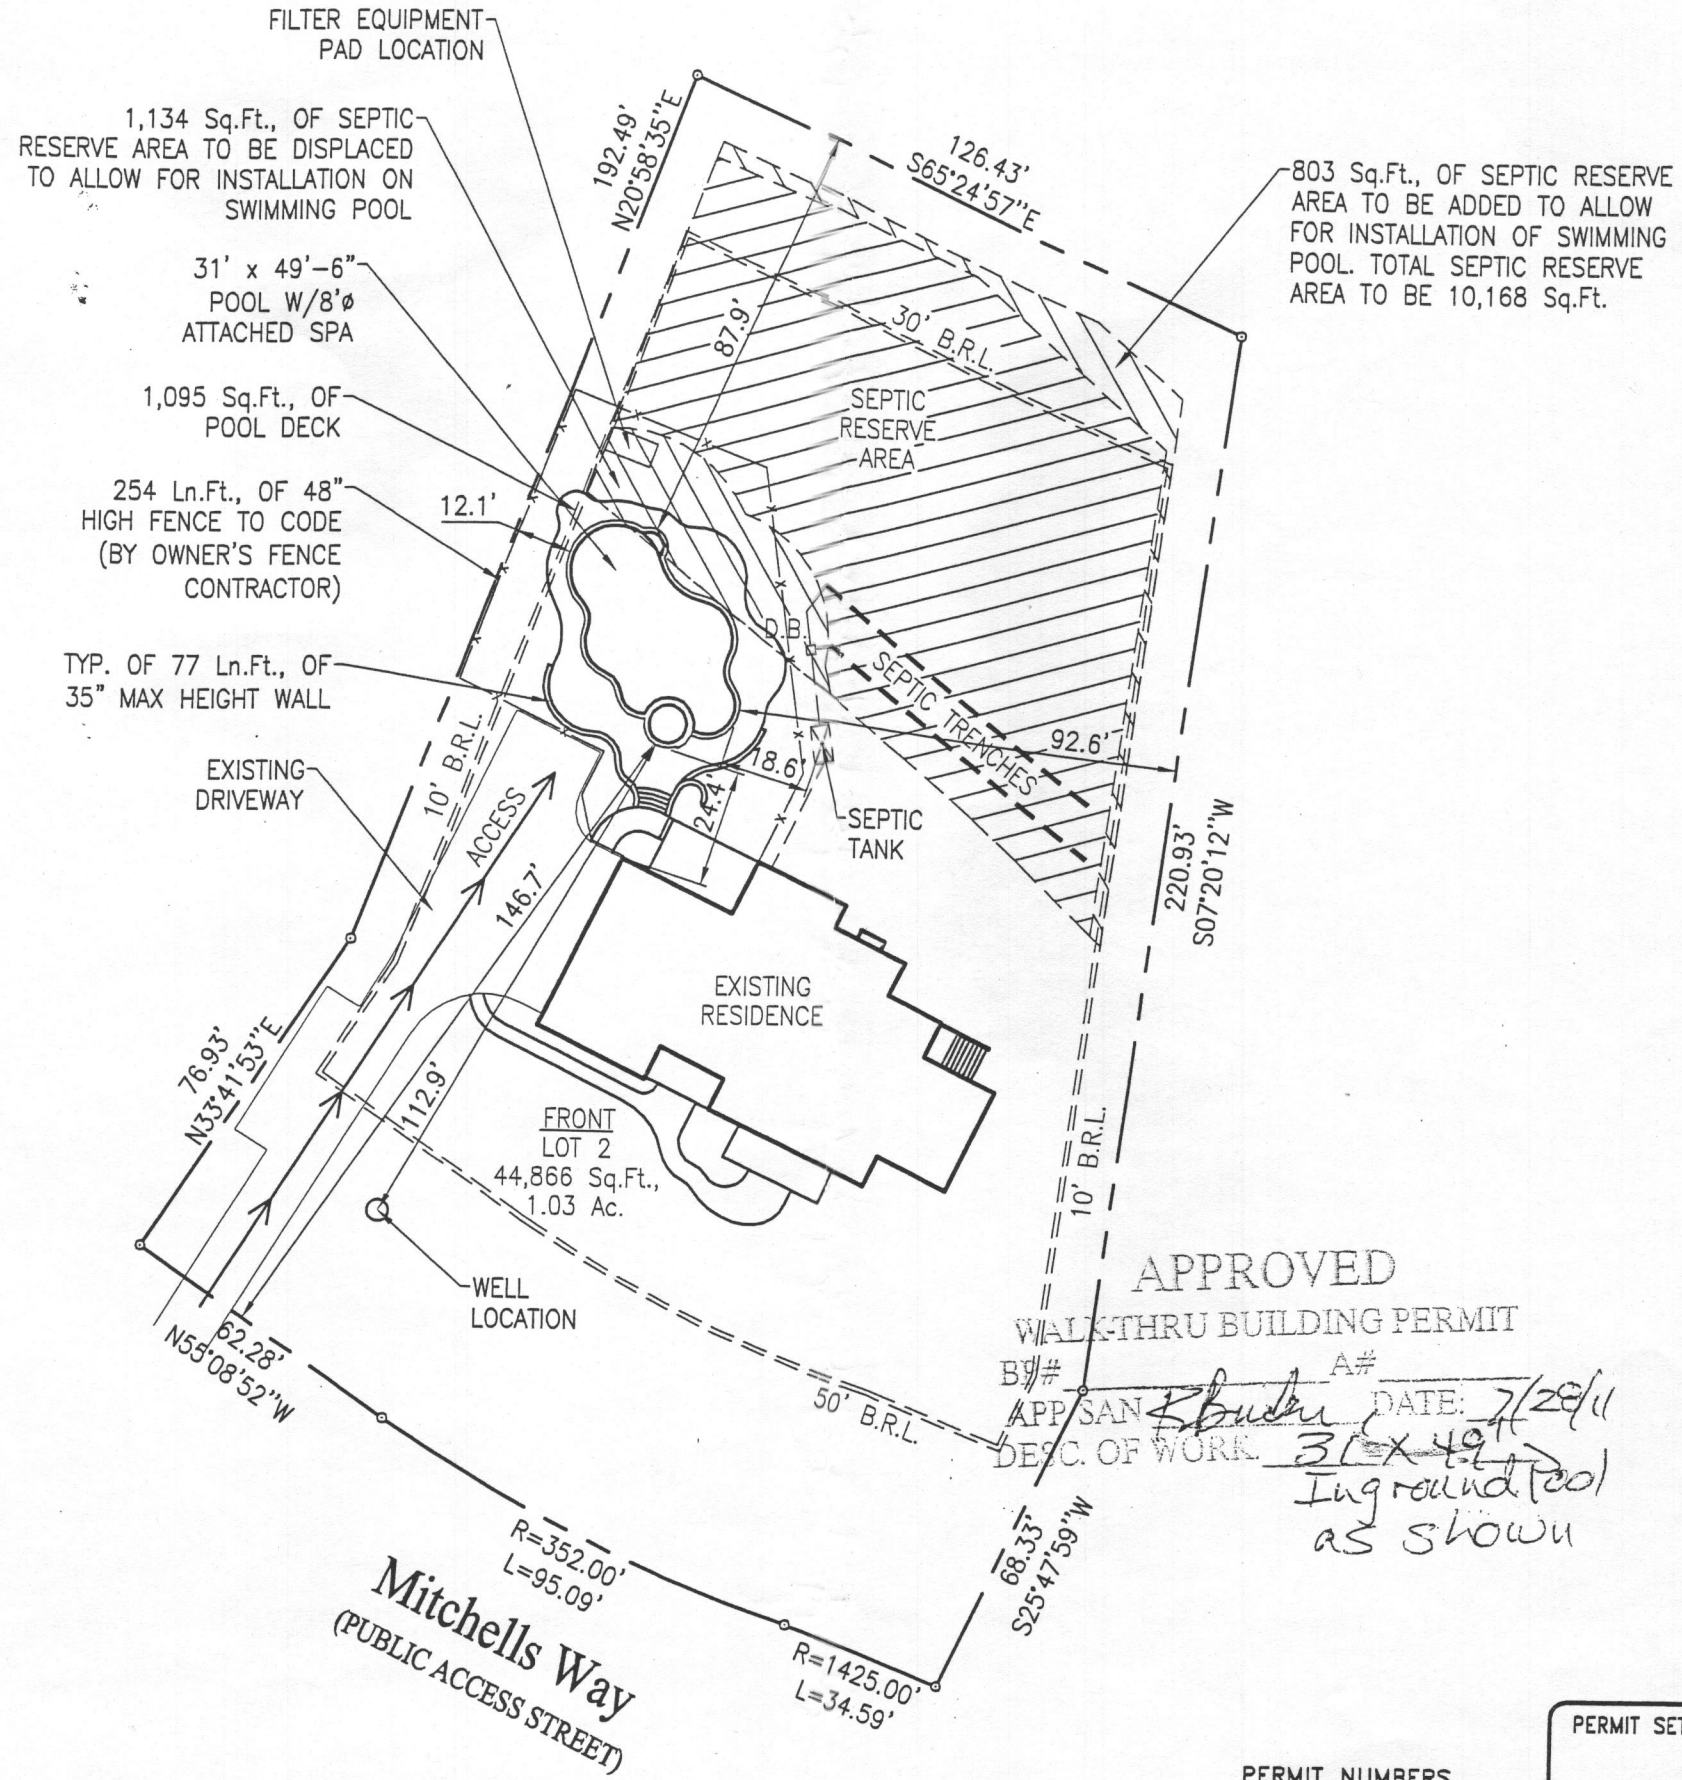 FILTER EQUIPMENT
PAD LOCATION
1,134 Sq.Ft., OF SEPTIC
RESERVE AREA TO BE DISPLACED
TO ALLOW FOR INSTALLATION ON
SWIMMING POOL
31' x 49'-6"
POOL W/8'ø
ATTACHED SPA
1,095 Sq.Ft., OF
POOL DECK
254 Ln.Ft., OF 48"
HIGH FENCE TO CODE
(BY OWNER'S FENCE
CONTRACTOR)
TYP. OF 77 Ln.Ft., OF
35" MAX HEIGHT WALL
EXISTING
DRIVEWAY
192.49'
N20°58'35"E
126.43'
S65°24'57"E
803 Sq.Ft., OF SEPTIC RESERVE
AREA TO BE ADDED TO ALLOW
FOR INSTALLATION OF SWIMMING
POOL. TOTAL SEPTIC RESERVE
AREA TO BE 10,168 Sq.Ft.
87.9'
30' B.R.L.
SEPTIC
RESERVE
AREA
12.1'
D.B.
SEPTIC TRENCHES
92.6'
18.6'
24.4'
SEPTIC
TANK
10' B.R.L.
ACCESS
146.7'
112.9'
220.93'
S07°20'12"W
EXISTING
RESIDENCE
76.93'
N33°41'53"E
FRONT
LOT 2
44,866 Sq.Ft.,
1.03 Ac.
10' B.R.L.
WELL
LOCATION
62.28'
N55°08'52"W
50' B.R.L.
APPROVED
WALK-THRU BUILDING PERMIT
BP# A#
APP SAN DATE: 7/28/11
DESC. OF WORK 31 X 49'
Inground Pool
as shown
68.33'
S25°47'59"W
R=352.00'
L=95.09'
Mitchells Way
(PUBLIC ACCESS STREET)
R=1425.00'
L=34.59'
PERMIT SET
PERMIT NUMBERS